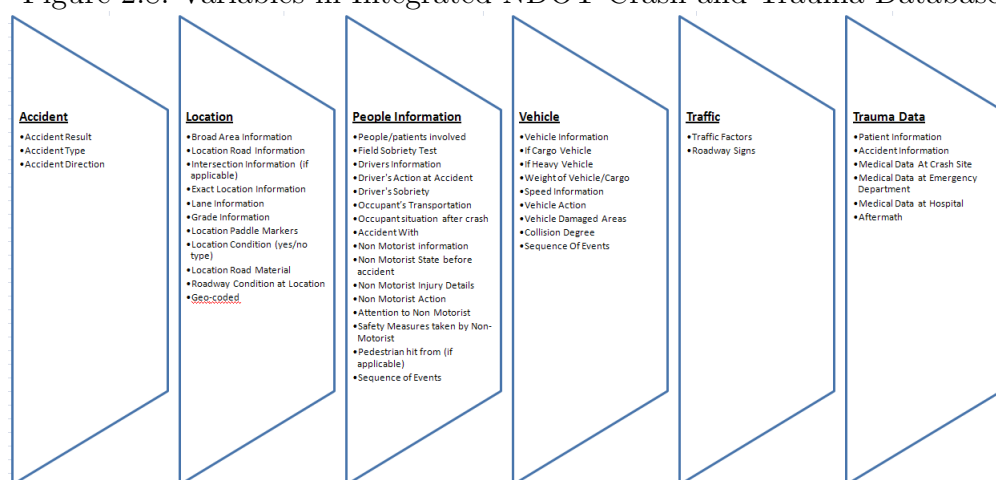 Figure 2.8: Variables in Integrated NDOT Crash and Trauma Database
Accident
•Accident Result
•Accident Type
•Accident Direction
Location
•Broad Area Information
•Location Road Information
•Intersection Information (if
applicable)
•Exact Location Information
•Lane Information
•Grade Information
•Location Paddle Markers
•Location Condition (yes/no
type)
•Location Road Material
•Roadway Condition at Location
•Geo-coded
People Information
•People/patients involved
•Field Sobriety Test
•Drivers Information
•Driver's Action at Accident
•Driver's Sobriety
•Occupant's Transportation
•Occupant situation after crash
•Accident With
•Non Motorist information
•Non Motorist State before
accident
•Non Motorist Injury Details
•Non Motorist Action
•Attention to Non Motorist
•Safety Measures taken by Non-
Motorist
•Pedestrian hit from (if
applicable)
•Sequence of Events
Vehicle
•Vehicle Information
•If Cargo Vehicle
•If Heavy Vehicle
•Weight of Vehicle/Cargo
•Speed Information
•Vehicle Action
•Vehicle Damaged Areas
•Collision Degree
•Sequence Of Events
Traffic
•Traffic Factors
•Roadway Signs
Trauma Data
•Patient Information
•Accident Information
•Medical Data At Crash Site
•Medical Data at Emergency
Department
•Medical Data at Hospital
•Aftermath